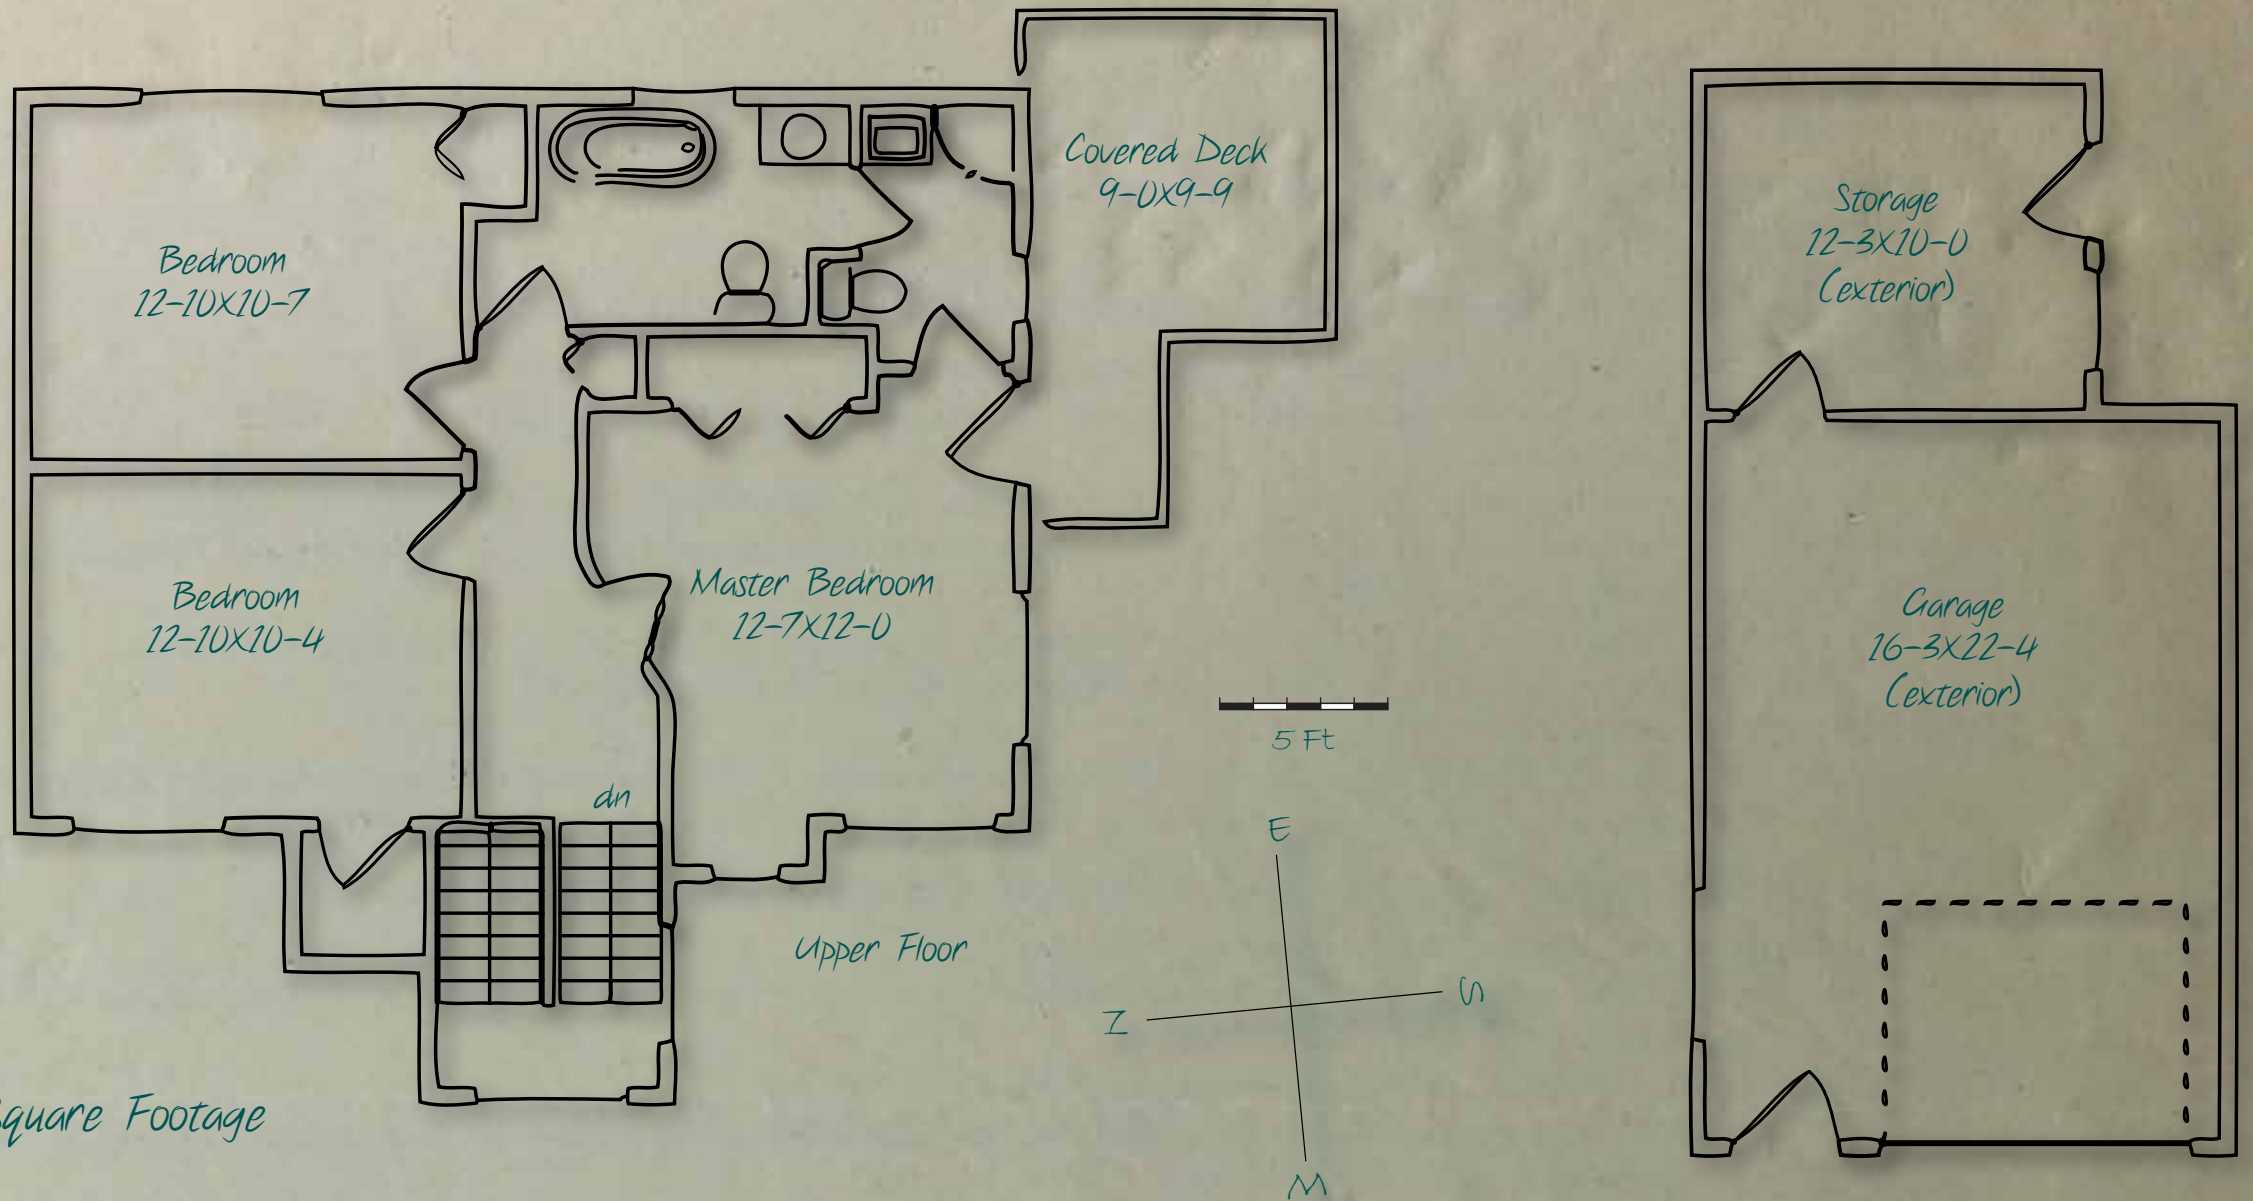 Covered Deck
9-0X9-9
Bedroom
12-10X10-7
Storage
12-3X10-0
(exterior)
Bedroom
12-10X10-4
Master Bedroom
12-7X12-0
Garage
16-3X22-4
(exterior)
5 Ft
dn
E
Upper Floor
S
N
W
Square Footage